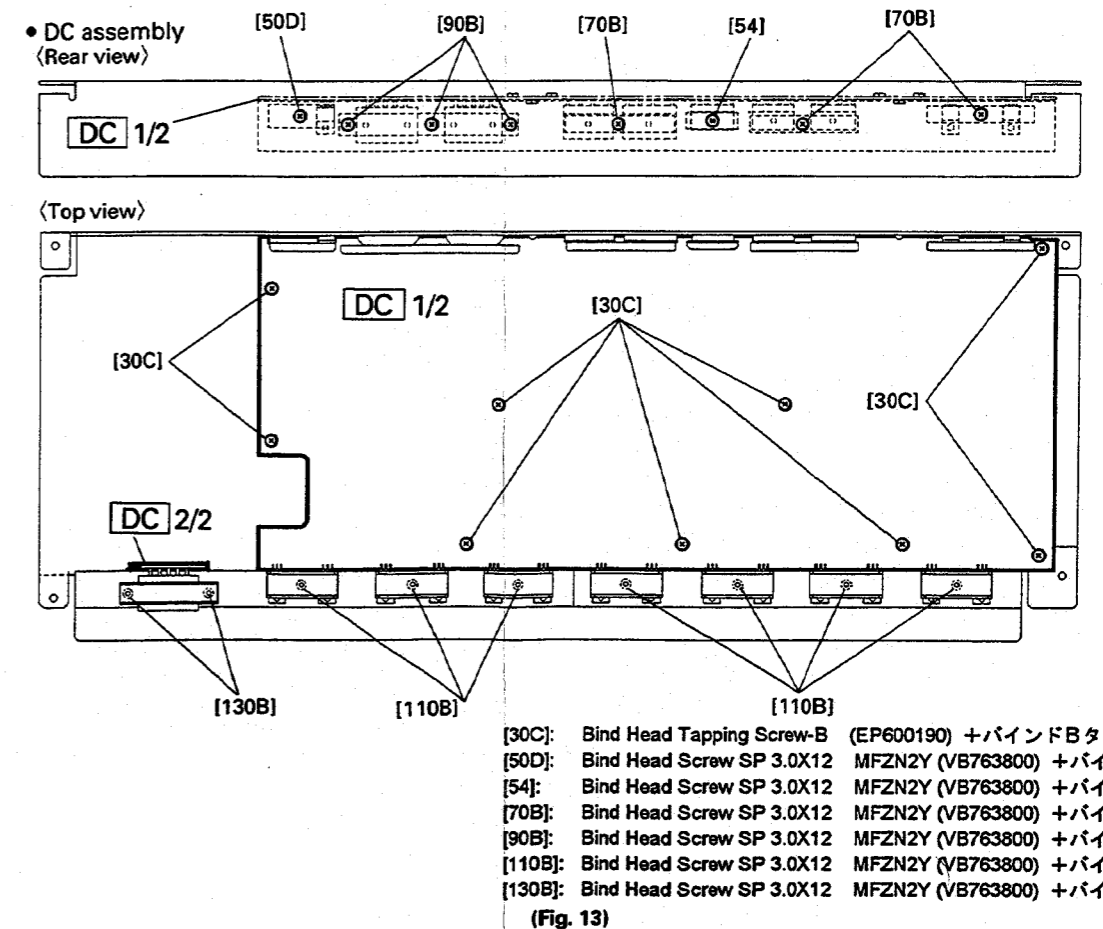 • DC assembly
〈Rear view〉
[50D]
[90B]
[70B]
[54]
[70B]
DC 1/2
〈Top view〉
DC 1/2
[30C]
[30C]
[30C]
DC 2/2
[130B]
[110B]
[110B]
[30C]: Bind Head Tapping Screw-B (EP600190) +バインドBタ
[50D]: Bind Head Screw SP 3.0X12 MFZN2Y (VB763800) +バイ
[54]: Bind Head Screw SP 3.0X12 MFZN2Y (VB763800) +バイ
[70B]: Bind Head Screw SP 3.0X12 MFZN2Y (VB763800) +バイ
[90B]: Bind Head Screw SP 3.0X12 MFZN2Y (VB763800) +バイ
[110B]: Bind Head Screw SP 3.0X12 MFZN2Y (VB763800) +バイ
[130B]: Bind Head Screw SP 3.0X12 MFZN2Y (VB763800) +バイ
(Fig. 13)